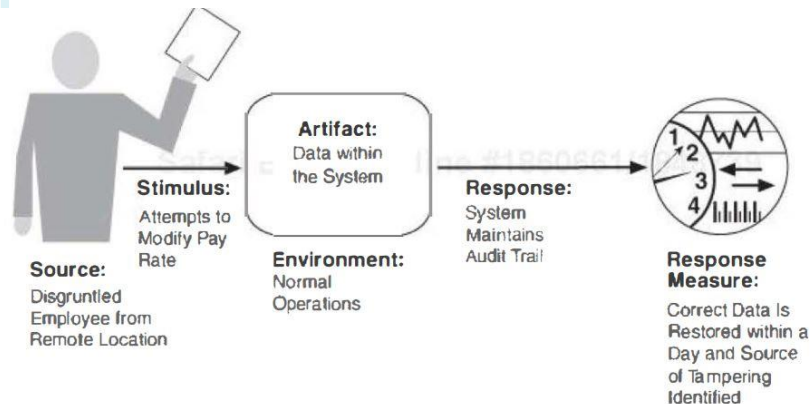 Artifact:
Data within
the System
Stimulus:
Attempts to
Modify Pay
Rate
Source:
Disgruntled
Employee from
Remote Location
Environment:
Normal
Operations
Response:
System
Maintains
Audit Trail
1
2
3
4
Response
Measure:
Correct Data Is
Restored within a
Day and Source
of Tampering
Identified